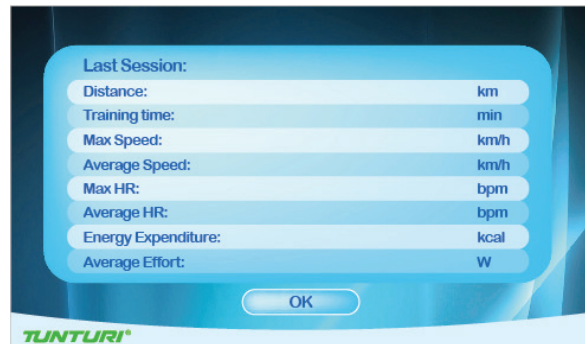 Last Session:
Distance: km
Training time: min
Max Speed: km/h
Average Speed: km/h
Max HR: bpm
Average HR: bpm
Energy Expenditure: kcal
Average Effort: W
OK
TUNTURI®